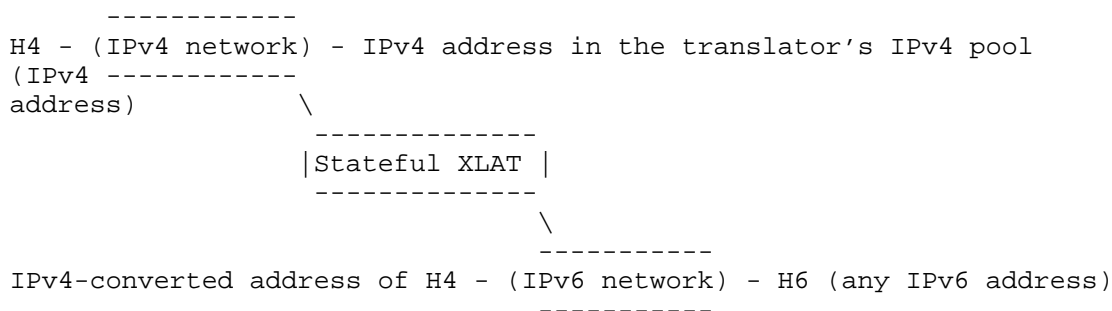 ------------
H4 - (IPv4 network) - IPv4 address in the translator's IPv4 pool
(IPv4 ------------
address)            \
--------------
|Stateful XLAT |
--------------
\
-----------
IPv4-converted address of H4 - (IPv6 network) - H6 (any IPv6 address)
-----------